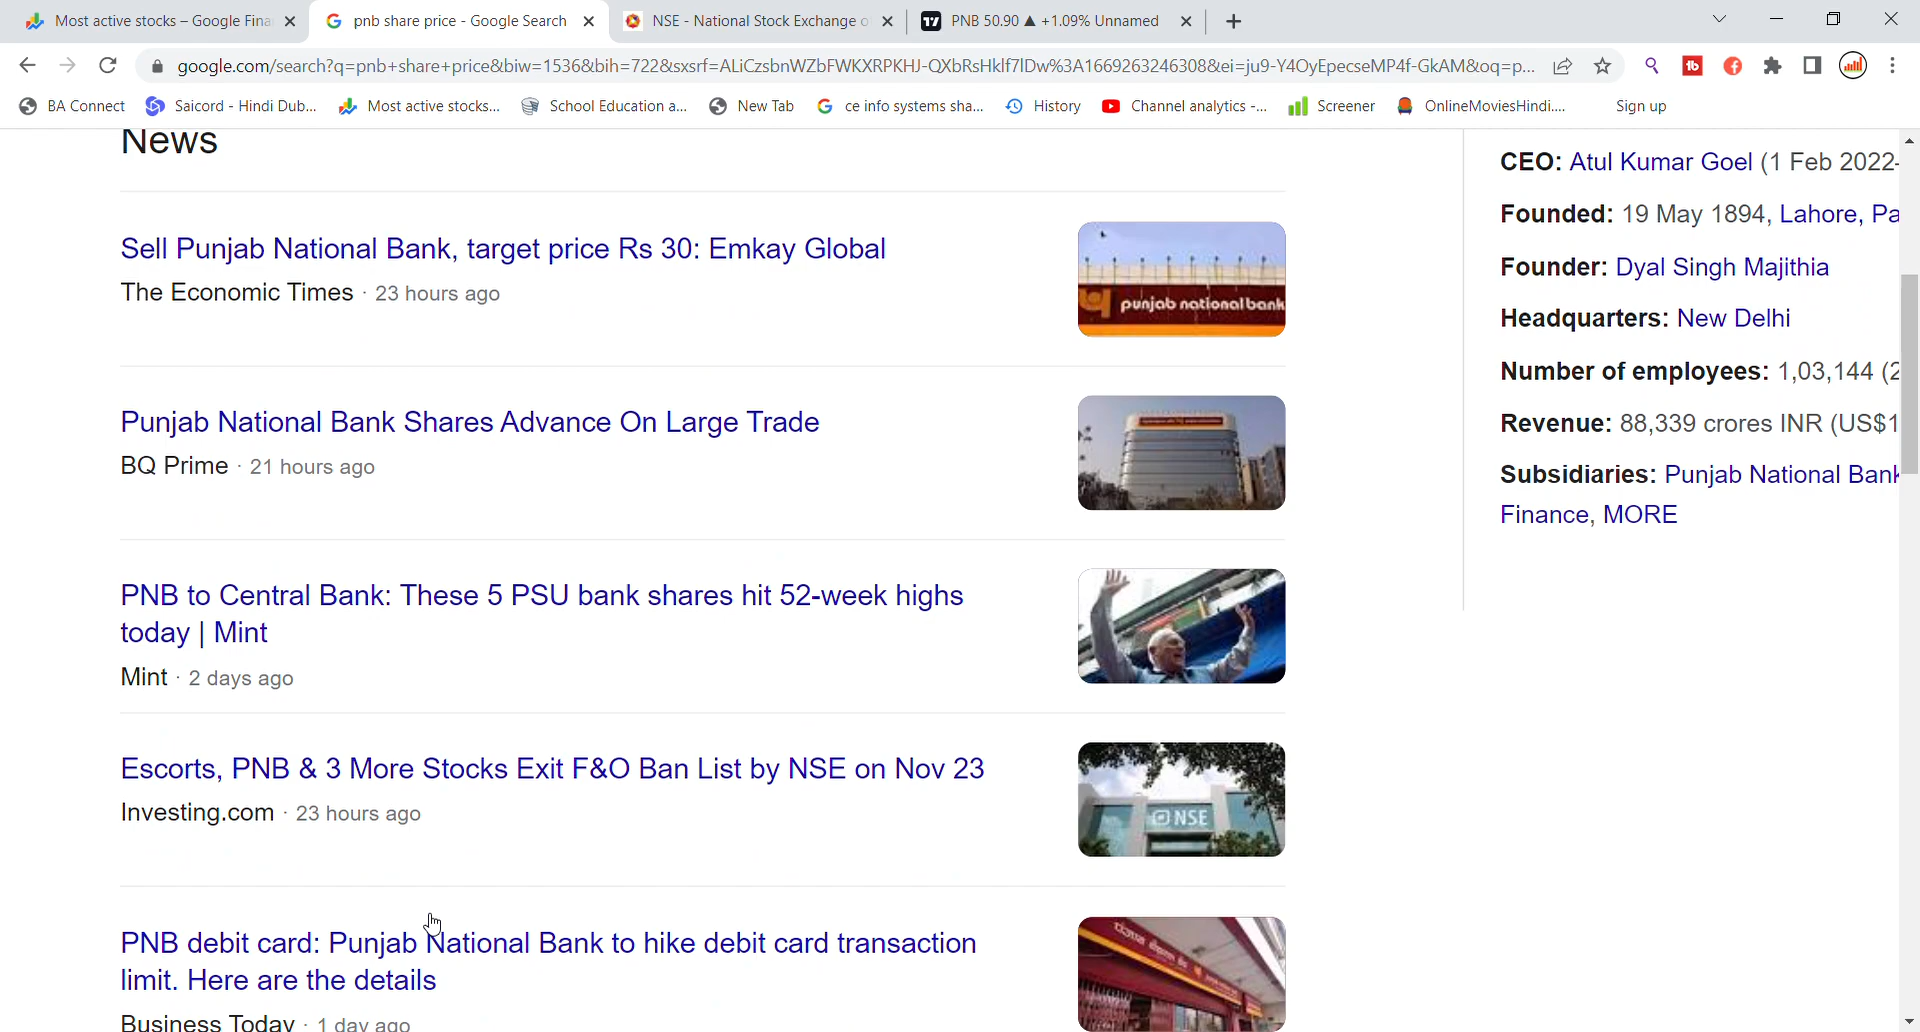 Most active stocks – Google Fina
pnb share price - Google Search
NSE - National Stock Exchange o
PNB 50.90 ▲ +1.09% Unnamed
google.com/search?q=pnb+share+price&biw=1536&bih=722&sxsrf=ALiCzsbnWZbFWKXRPKHJ-QXbRsHklf7lDw%3A1669263246308&ei=ju9-Y4OyEpecseMP4f-GkAM&oq=p...
BA Connect
Saicord - Hindi Dub...
Most active stocks...
School Education a...
New Tab
ce info systems sha...
History
Channel analytics -...
Screener
OnlineMoviesHindi....
Sign up
News
Sell Punjab National Bank, target price Rs 30: Emkay Global
The Economic Times · 23 hours ago
punjab national bank
Punjab National Bank Shares Advance On Large Trade
BQ Prime · 21 hours ago
PNB to Central Bank: These 5 PSU bank shares hit 52-week highs
today | Mint
Mint · 2 days ago
Escorts, PNB & 3 More Stocks Exit F&O Ban List by NSE on Nov 23
Investing.com · 23 hours ago
NSE
PNB debit card: Punjab National Bank to hike debit card transaction
limit. Here are the details
Business Today · 1 day ago
CEO: Atul Kumar Goel (1 Feb 2022-
Founded: 19 May 1894, Lahore, Pa
Founder: Dyal Singh Majithia
Headquarters: New Delhi
Number of employees: 1,03,144 (2
Revenue: 88,339 crores INR (US$1
Subsidiaries: Punjab National Bank
Finance, MORE